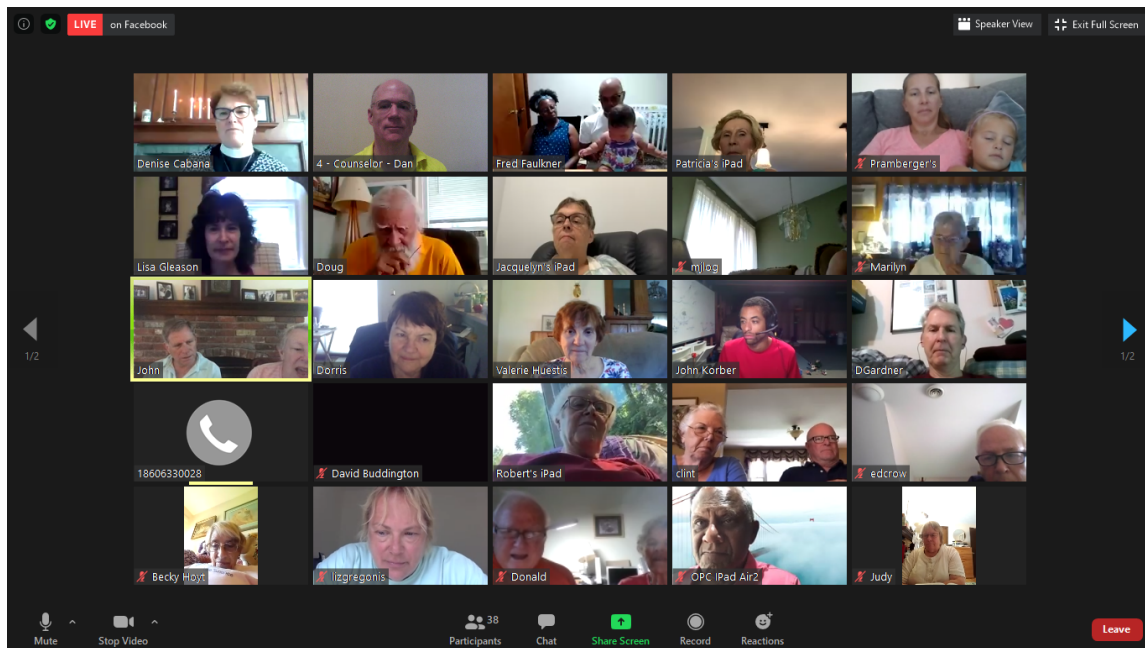 LIVE on Facebook
Speaker View
Exit Full Screen
Denise Cabana
4 - Counselor - Dan
Fred Faulkner
Patricia's iPad
Pramberger's
Lisa Gleason
Doug
Jacquelyn's iPad
mjlog
Marilyn
1/2
John
Dorris
Valerie Huestis
John Korber
DGardner
1/2
18606330028
David Buddington
Robert's iPad
clint
edcrow
Becky Hoyt
lizgregonis
Donald
OPC IPad Air2
Judy
Mute
Stop Video
38
Participants
Chat
Share Screen
Record
Reactions
Leave